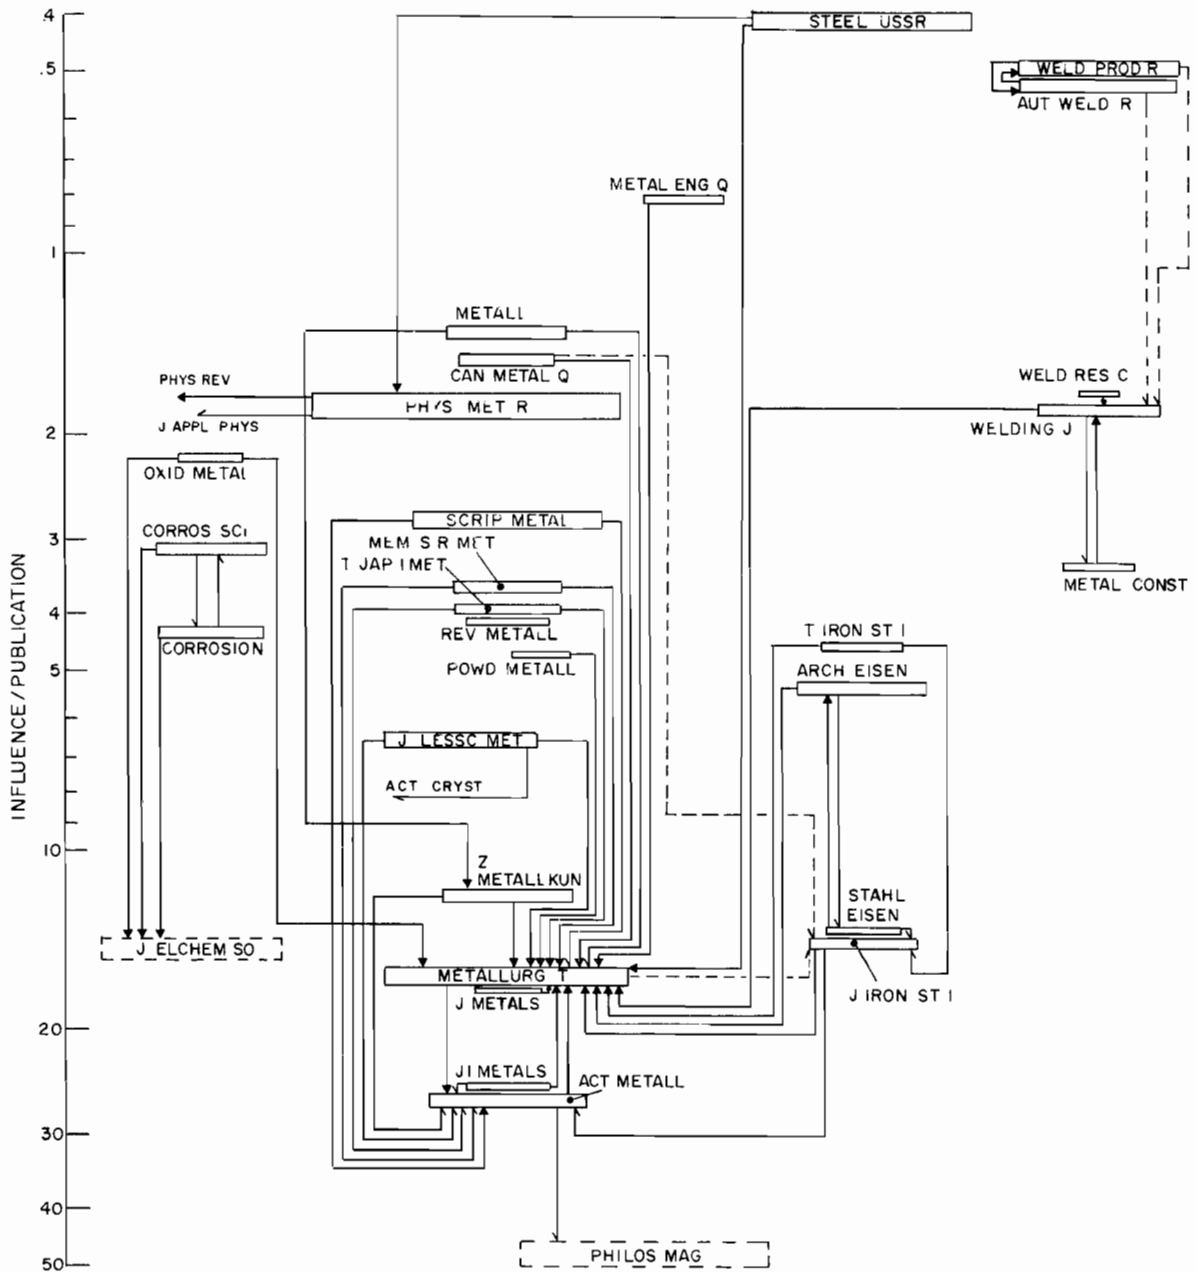 .4
STEEL USSR
.5
WELD PROD R
AUT WELD R
METAL ENG Q
1
METALL
CAN METAL Q
PHYS REV
WELD RES C
PHYS MET R
J APPL PHYS
WELDING J
2
OXID METAL
SCRIP METAL
CORROS SCI
3
MEM S R MET
T JAP I MET
METAL CONST
4
REV METALL
T IRON ST I
CORROSION
POWD METALL
5
ARCH EISEN
INFLUENCE/PUBLICATION
J LESSC MET
ACT CRYST
10
Z
METALLKUN
STAHL
EISEN
J ELCHEM SO
METALLURG T
J METALS
J IRON ST I
20
J I METALS
ACT METALL
30
40
PHILOS MAG
50